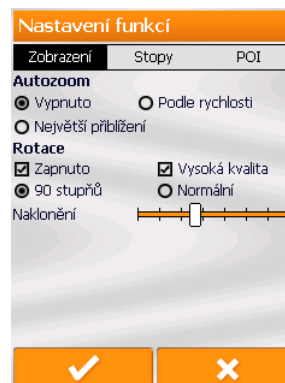 Nastavení funkcí
Zobrazení Stopy POI
Autozoom
Vypnuto Podle rychlosti
Největší přiblížení
Rotace
Zapnuto Vysoká kvalita
90 stupňů Normální
Naklonění